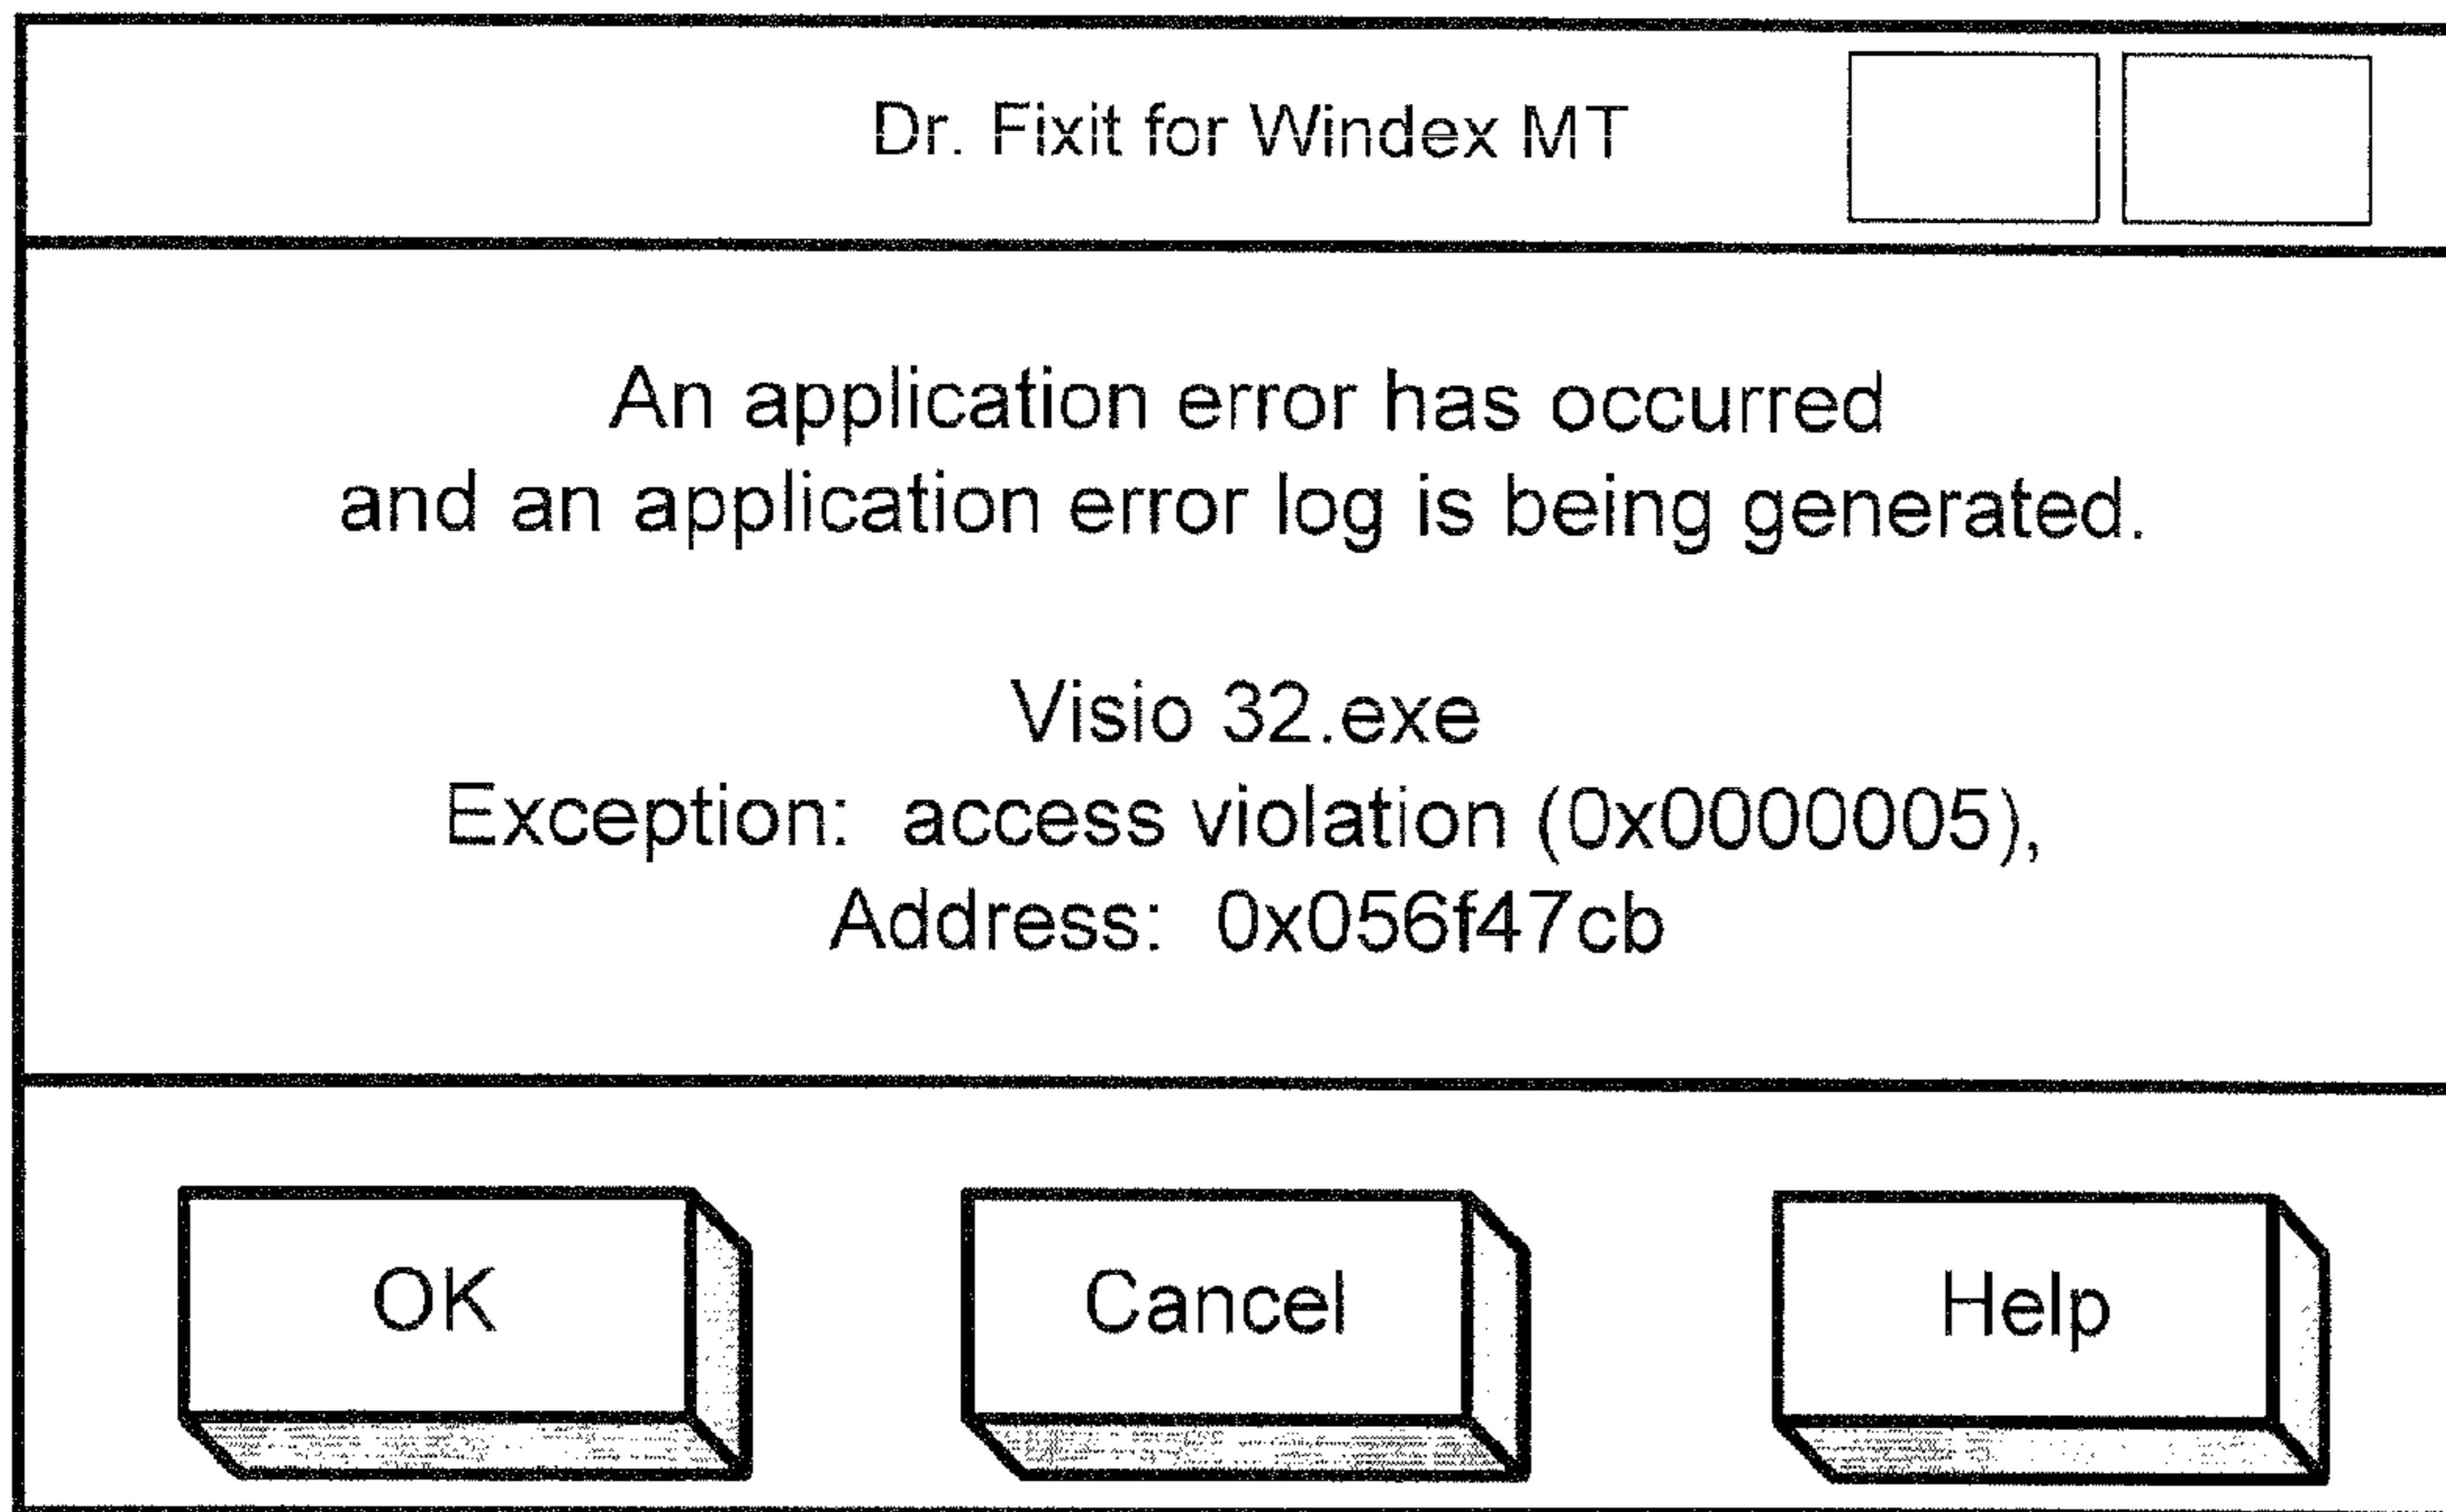 Dr. Fixit for Windex MT
An application error has occurred
and an application error log is being generated.
Visio 32.exe
Exception: access violation (0x0000005),
Address: 0x056f47cb
OK
Cancel
Help